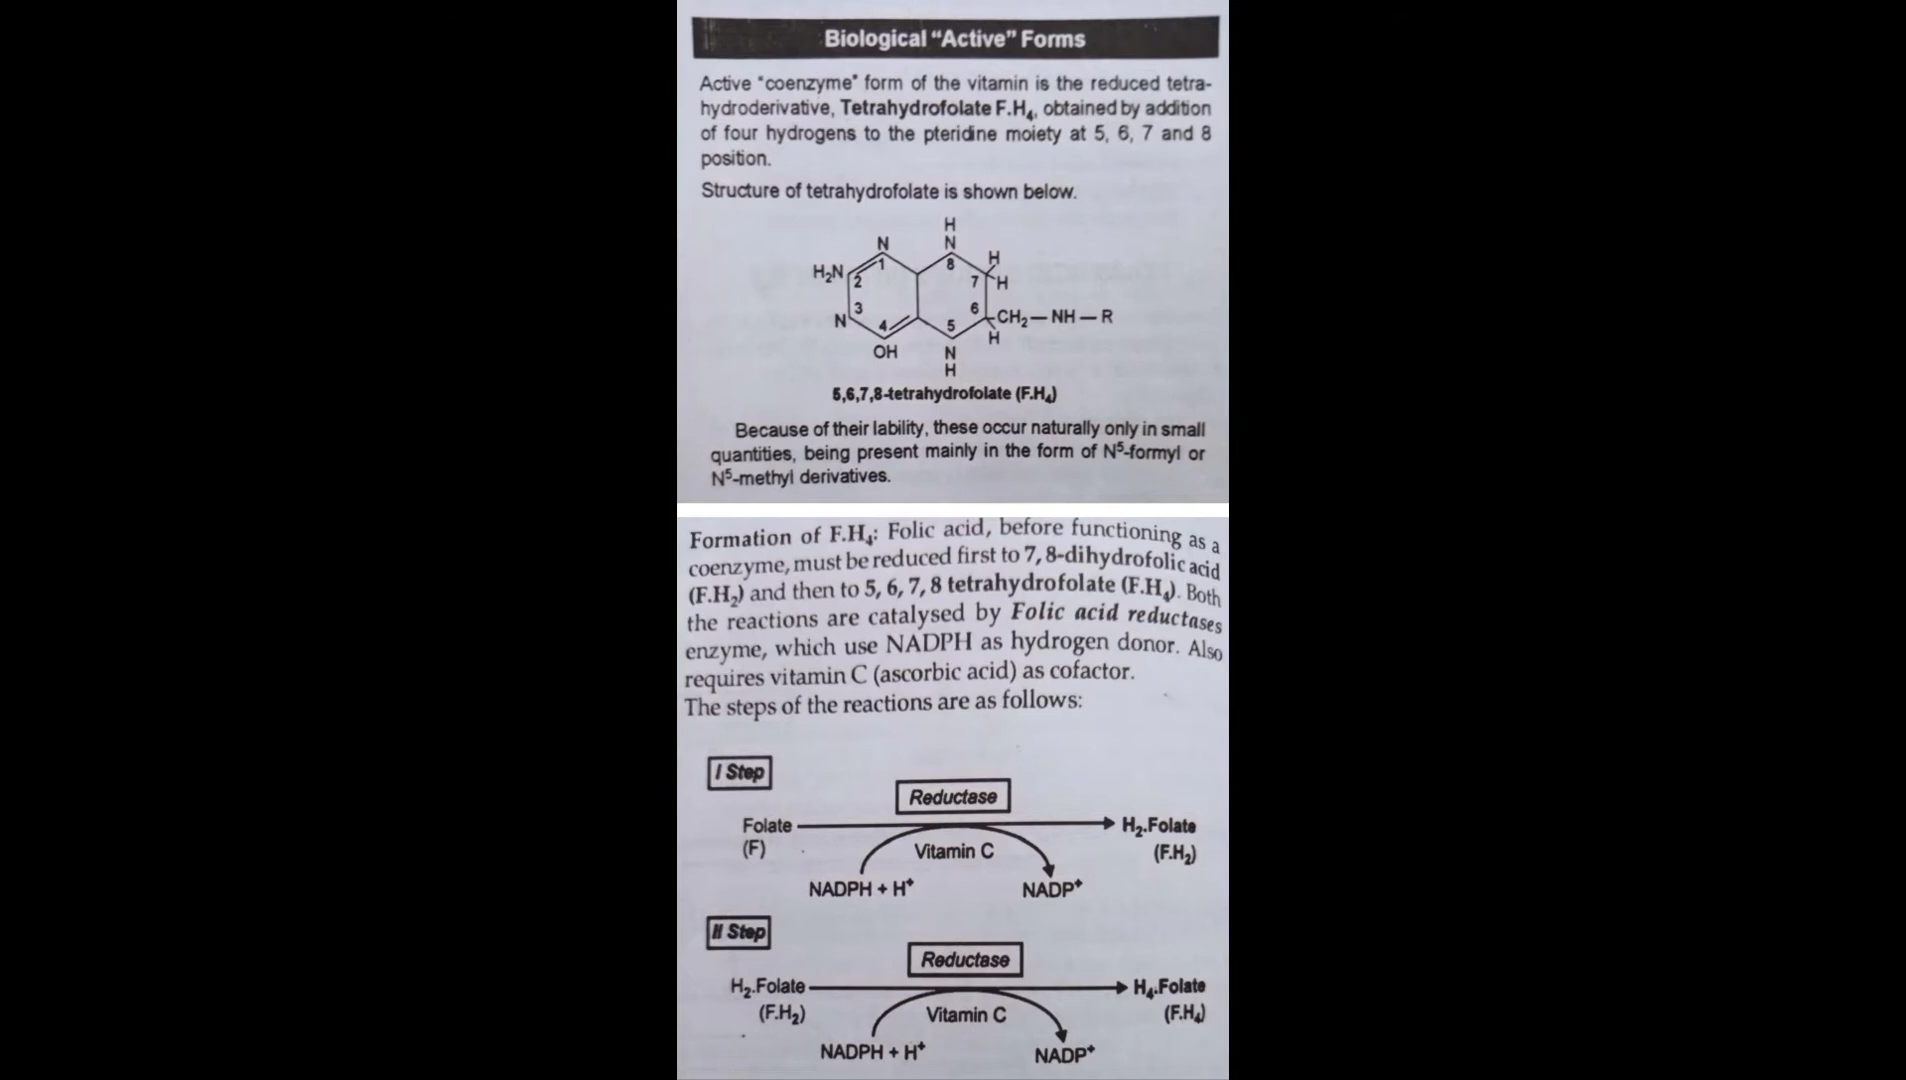 Biological “Active” Forms
Active “coenzyme” form of the vitamin is the reduced tetra-
hydroderivative, Tetrahydrofolate F.H₄, obtained by addition
of four hydrogens to the pteridine moiety at 5, 6, 7 and 8
position.
Structure of tetrahydrofolate is shown below.
H
N N
H
H₂N 1 8
2 7 H
3 6
N 4 5 CH₂ — NH — R
H
OH N
H
5,6,7,8-tetrahydrofolate (F.H₄)
Because of their lability, these occur naturally only in small
quantities, being present mainly in the form of N⁵-formyl or
N⁵-methyl derivatives.
Formation of F.H₄: Folic acid, before functioning as a
coenzyme, must be reduced first to 7, 8-dihydrofolic acid
(F.H₂) and then to 5, 6, 7, 8 tetrahydrofolate (F.H₄). Both
the reactions are catalysed by Folic acid reductases
enzyme, which use NADPH as hydrogen donor. Also
requires vitamin C (ascorbic acid) as cofactor.
The steps of the reactions are as follows:
I Step
Reductase
Folate H₂.Folate
(F) Vitamin C (F.H₂)
NADPH + H⁺ NADP⁺
II Step
Reductase
H₂.Folate H₄.Folate
(F.H₂) Vitamin C (F.H₄)
NADPH + H⁺ NADP⁺